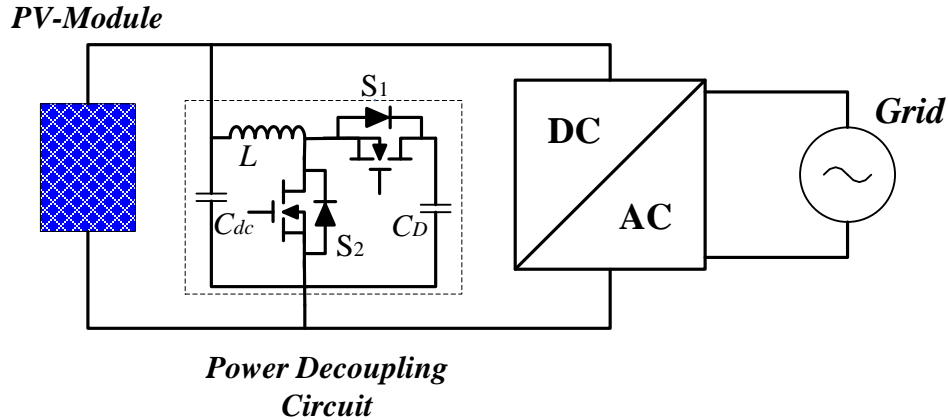 PV-Module
S1
L
Cdc
S2
CD
DC
AC
Grid
Power Decoupling
Circuit